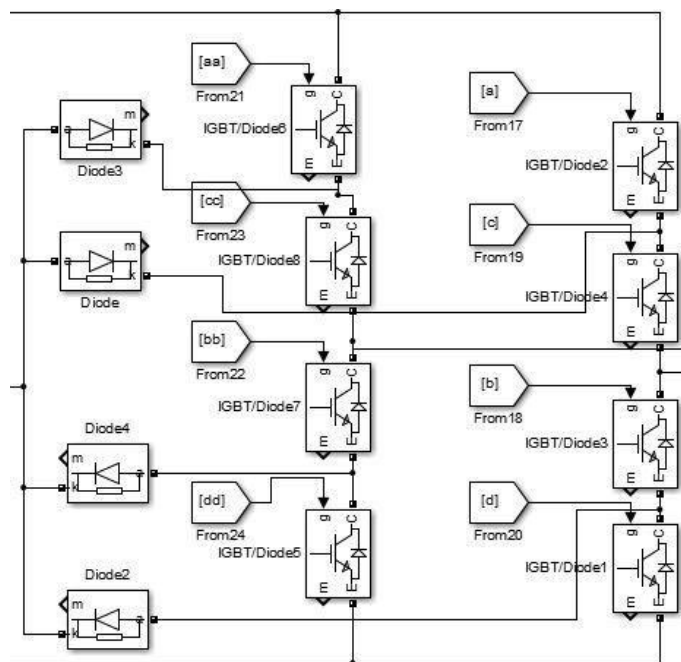 [aa]
From21
g
C
IGBT/Diode6
m
E
[a]
From17
g
C
IGBT/Diode2
m
E
m
a
k
Diode3
[cc]
From23
g
C
IGBT/Diode8
m
E
[c]
From19
g
C
IGBT/Diode4
m
E
m
a
k
Diode
[bb]
From22
g
C
IGBT/Diode7
m
E
[b]
From18
g
C
IGBT/Diode3
m
E
Diode4
m
k
a
[dd]
From24
g
C
IGBT/Diode5
m
E
[d]
From20
g
C
IGBT/Diode1
m
E
Diode2
m
k
a